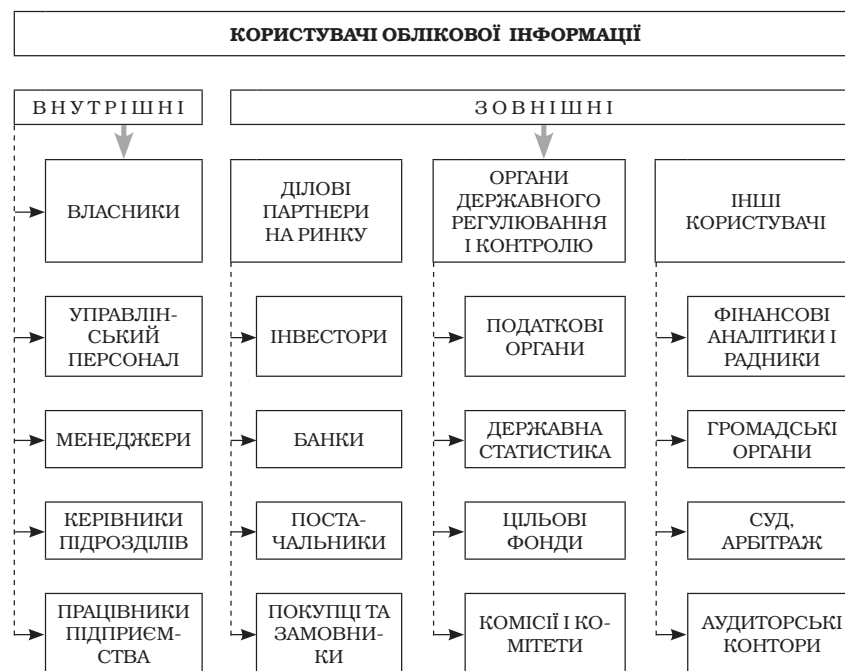 КОРИСТУВАЧІ ОБЛІКОВОЇ ІНФОРМАЦІЇ
ВНУТРІШНІ
ЗОВНІШНІ
ВЛАСНИКИ
ДІЛОВІ
ПАРТНЕРИ
НА РИНКУ
ОРГАНИ
ДЕРЖАВНОГО
РЕГУЛЮВАННЯ
І КОНТРОЛЮ
ІНШІ
КОРИСТУВАЧІ
УПРАВЛІН-
СЬКИЙ
ПЕРСОНАЛ
ІНВЕСТОРИ
ПОДАТКОВІ
ОРГАНИ
ФІНАНСОВІ
АНАЛІТИКИ І
РАДНИКИ
МЕНЕДЖЕРИ
БАНКИ
ДЕРЖАВНА
СТАТИСТИКА
ГРОМАДСЬКІ
ОРГАНИ
КЕРІВНИКИ
ПІДРОЗДІЛІВ
ПОСТА-
ЧАЛЬНИКИ
ЦІЛЬОВІ
ФОНДИ
СУД,
АРБІТРАЖ
ПРАЦІВНИКИ
ПІДПРИЄМ-
СТВА
ПОКУПЦІ ТА
ЗАМОВНИ-
КИ
КОМІСІЇ І КО-
МІТЕТИ
АУДИТОРСЬКІ
КОНТОРИ